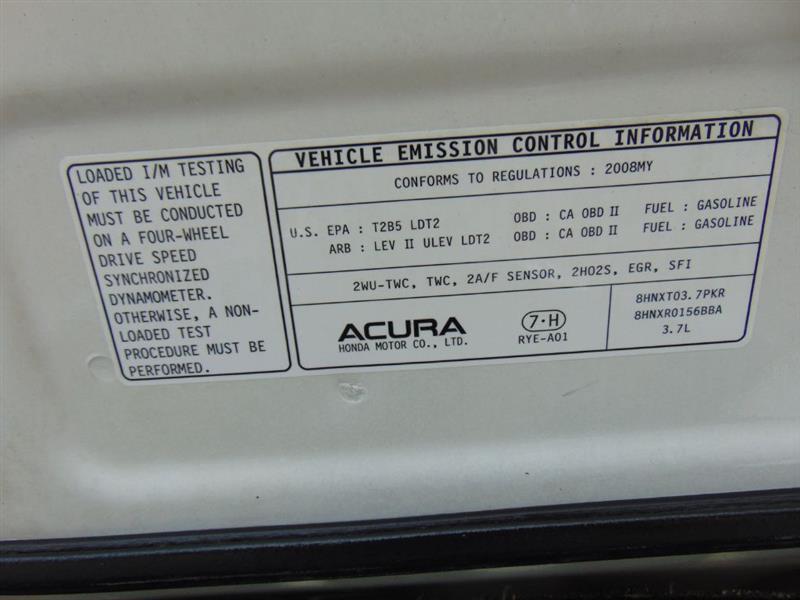 LOADED I/M TESTING
OF THIS VEHICLE
MUST BE CONDUCTED
ON A FOUR-WHEEL
DRIVE SPEED
SYNCHRONIZED
DYNAMOMETER.
OTHERWISE, A NON-
LOADED TEST
PROCEDURE MUST BE
PERFORMED.
VEHICLE EMISSION CONTROL INFORMATION
CONFORMS TO REGULATIONS : 2008MY
U.S. EPA : T2B5 LDT2 OBD : CA OBD II FUEL : GASOLINE
ARB : LEV II ULEV LDT2 OBD : CA OBD II FUEL : GASOLINE
2WU-TWC, TWC, 2A/F SENSOR, 2HO2S, EGR, SFI
ACURA
HONDA MOTOR CO., LTD.
7·H
RYE-A01
8HNXT03.7PKR
8HNXR0156BBA
3.7L